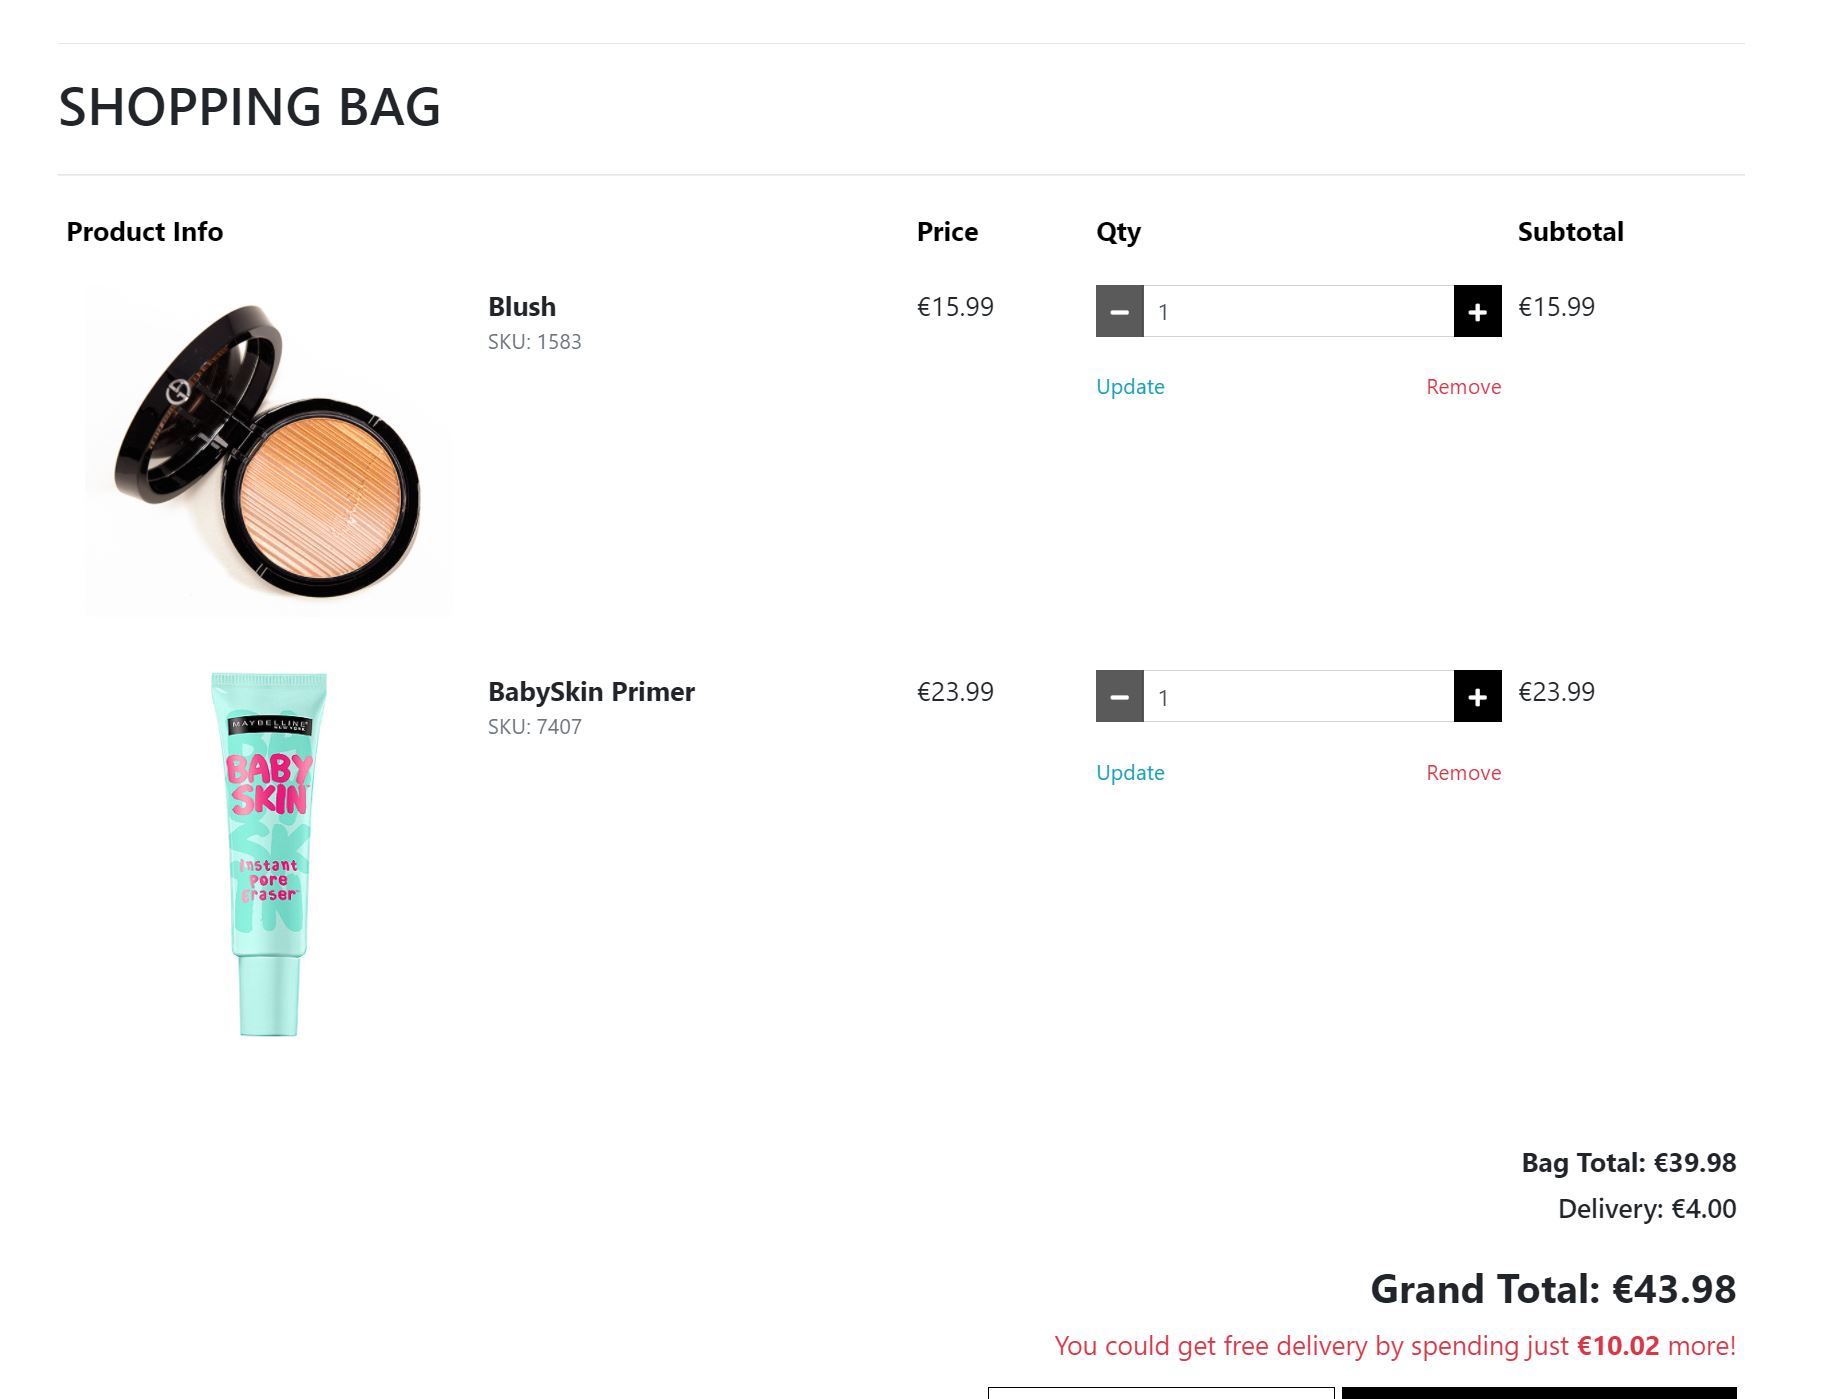 SHOPPING BAG
Product Info Price Qty Subtotal
Blush €15.99 1 €15.99
SKU: 1583
Update Remove
BabySkin Primer €23.99 1 €23.99
SKU: 7407
Update Remove
MAYBELLINE
NEW YORK
BABY
SKIN
Instant
Pore
Eraser
Bag Total: €39.98
Delivery: €4.00
Grand Total: €43.98
You could get free delivery by spending just €10.02 more!